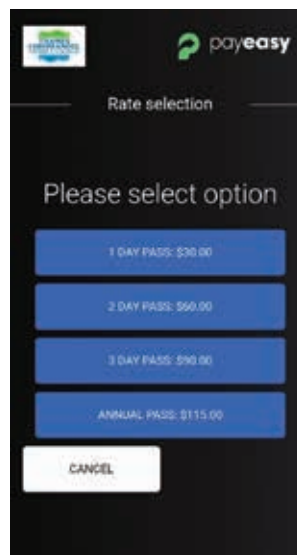 payeasy
Rate selection
Please select option
1 DAY PASS: $30.00
2 DAY PASS: $60.00
3 DAY PASS: $90.00
ANNUAL PASS: $115.00
CANCEL